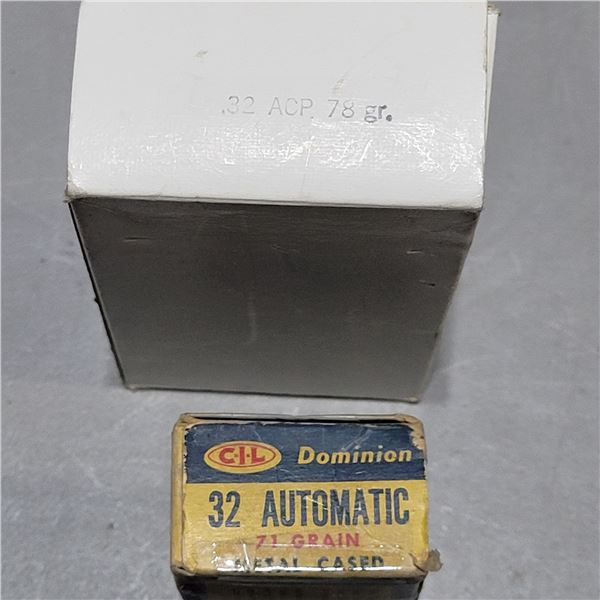 .32 ACP. 78 gr.
C-I-L Dominion
32 AUTOMATIC
71 GRAIN
METAL CASED